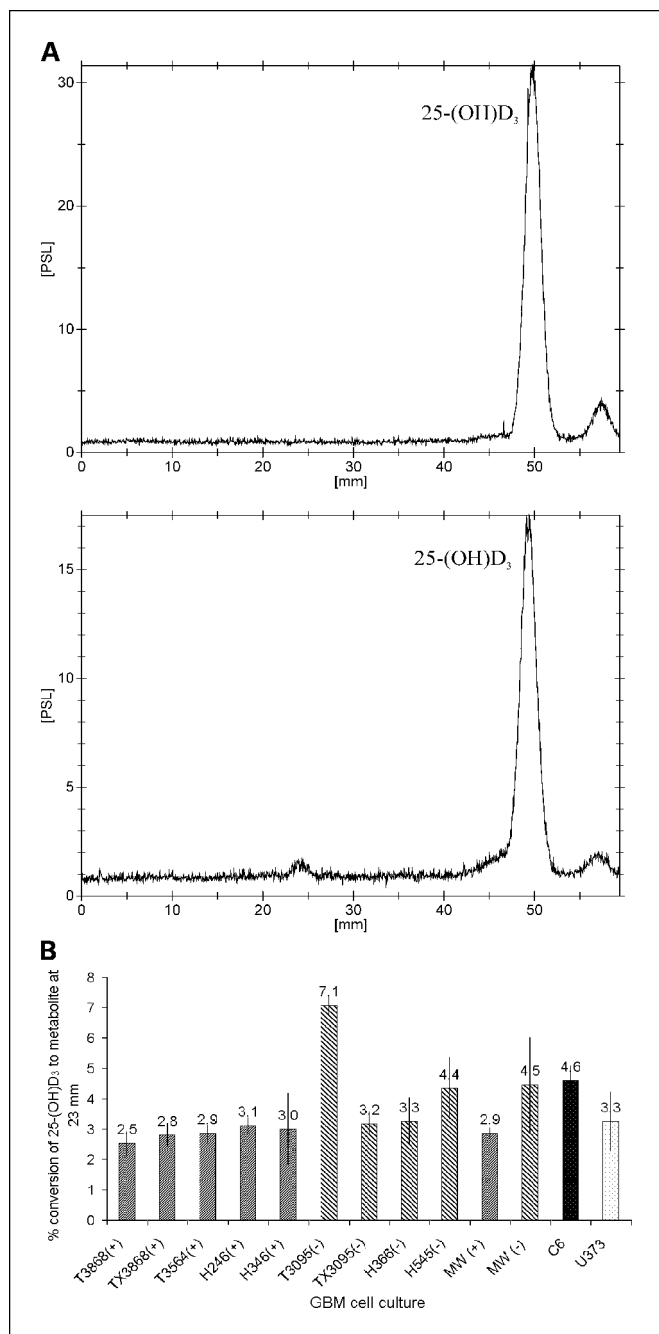 A
30
20
10
0
[PSL]
25-(OH)D₃
0 10 20 30 40 50
[mm]
15
10
5
0
[PSL]
25-(OH)D₃
0 10 20 30 40 50
[mm]
B
% conversion of 25-(OH)D₃ to metabolite at
23 mm
8
7
6
5
4
3
2
1
0
2.5 2.8 2.9 3.1 3.0 7.1 3.2 3.3 4.4 2.9 4.5 4.6 3.3
T3868(+) TX3868(+) T3564(+) H246(+) H346(+) T3095(-) TX3095(-) H366(-) H545(-) MW (+) MW (-) C6 U373
GBM cell culture